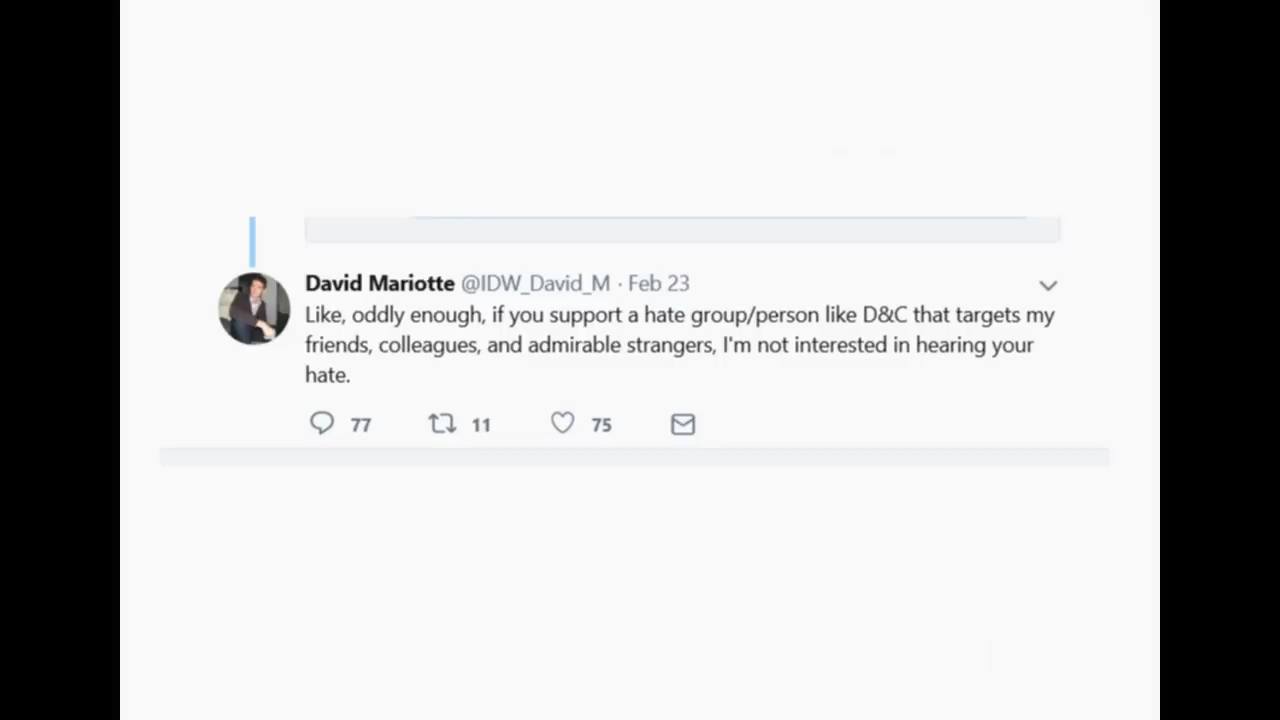 David Mariotte @IDW_David_M · Feb 23
Like, oddly enough, if you support a hate group/person like D&C that targets my
friends, colleagues, and admirable strangers, I'm not interested in hearing your
hate.
77 11 75